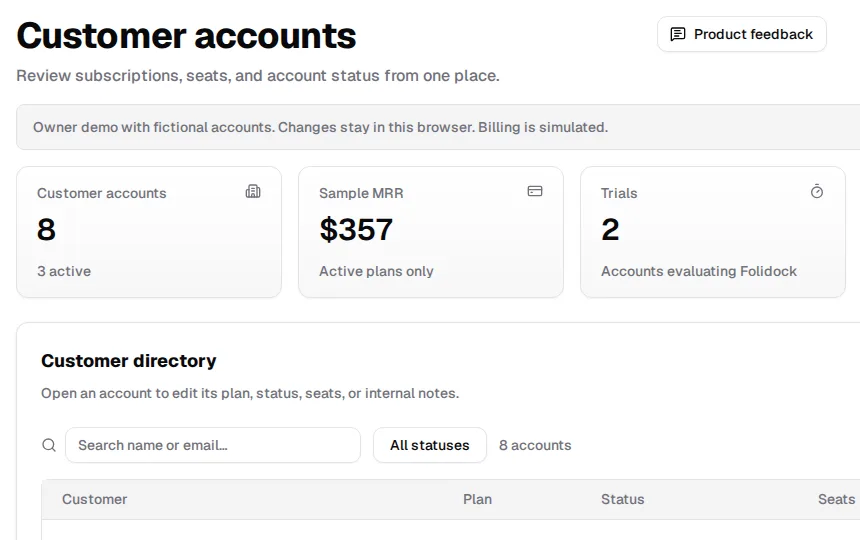 Customer accounts
Product feedback
Review subscriptions, seats, and account status from one place.
Owner demo with fictional accounts. Changes stay in this browser. Billing is simulated.
Customer accounts
8
3 active
Sample MRR
$357
Active plans only
Trials
2
Accounts evaluating Folidock
Customer directory
Open an account to edit its plan, status, seats, or internal notes.
Search name or email...
All statuses
8 accounts
Customer Plan Status Seats